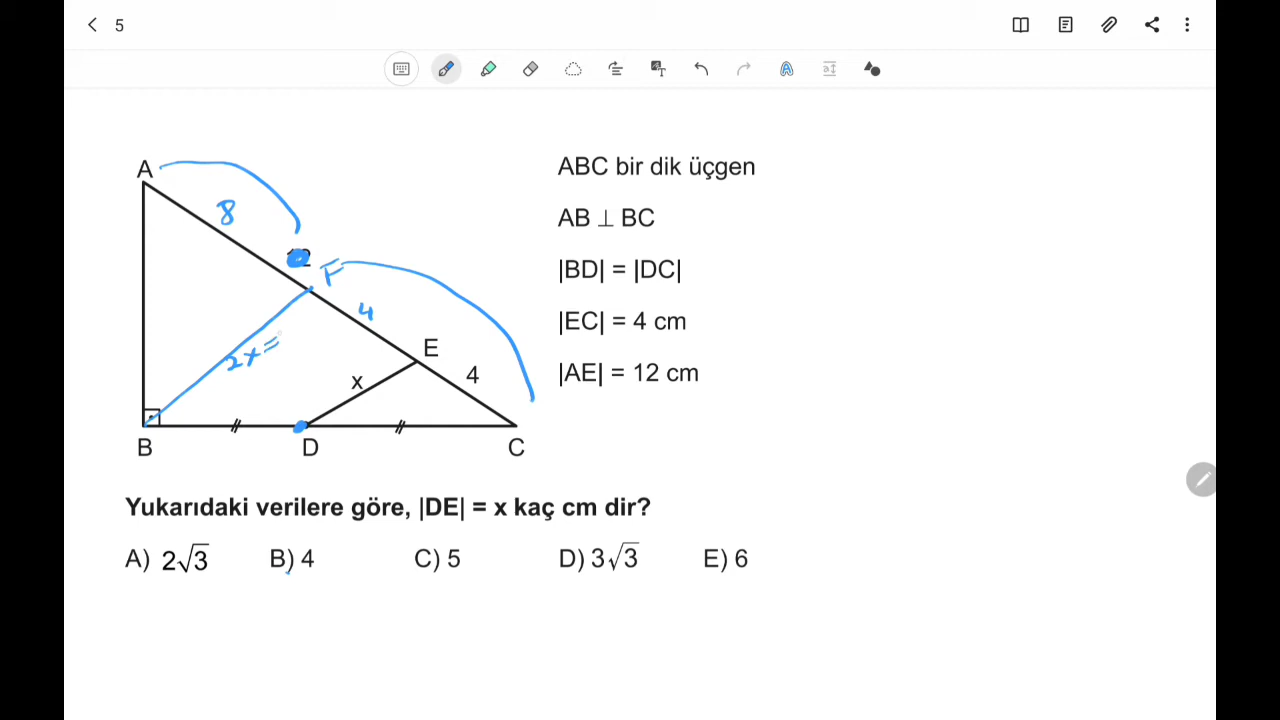 5
A
8
F
4
E
2x=
x
4
B
D
C
ABC bir dik üçgen
AB ⊥ BC
|BD| = |DC|
|EC| = 4 cm
|AE| = 12 cm
Yukarıdaki verilere göre, |DE| = x kaç cm dir?
A) 2√3 B) 4 C) 5 D) 3√3 E) 6